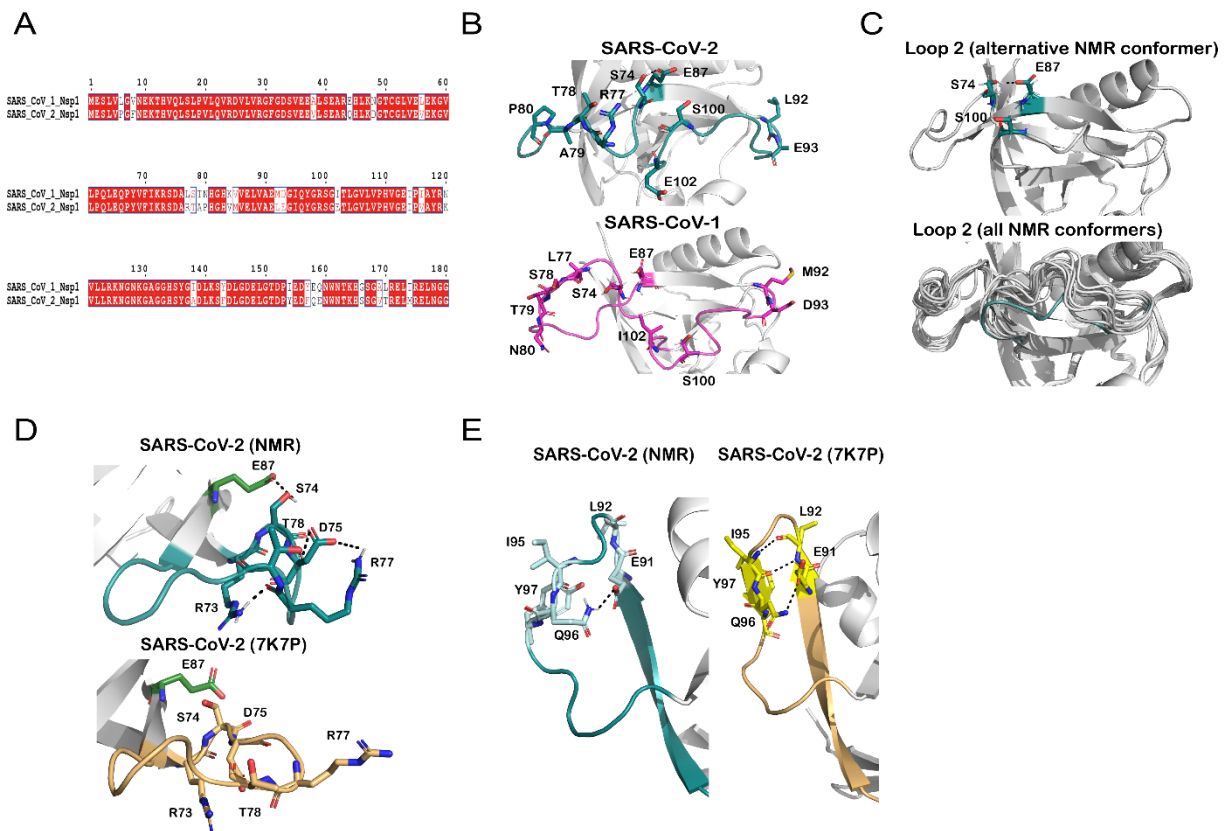 A
1 10 20 30 40 50 60
SARS_CoV_1_Nsp1 MESLVLGVNEKTHVQLSLPVLQVRDVLVRGFGDSVEEALSEAREHLKDGTCGLVELEKGV
SARS_CoV_2_Nsp1 MESLVPGFNEKTHVQLSLPVLQVRDVLVRGFGDSVEEVLSEARQHLKDGTCGLVEVEKGV
70 80 90 100 110 120
SARS_CoV_1_Nsp1 LPQLEQPYVFIKRSDALSTNHGHKVVELVAEMDGIQYGRSGITLGVLVPHVGETPIAYRN
SARS_CoV_2_Nsp1 LPQLEQPYVFIKRSDARTAPHGHVMVELVAELEGIQYGRSGETLGVLVPHVGEIPVAYRK
130 140 150 160 170 180
SARS_CoV_1_Nsp1
SARS_CoV_2_Nsp1
B
SARS-CoV-2
S74 E87
T78 R77
P80
S100
L92
A79
E93
E102
SARS-CoV-1
L77 E87
S78
M92
S74
T79
D93
I102
N80
S100
C
Loop 2 (alternative NMR conformer)
S74 E87
S100
Loop 2 (all NMR conformers)
D
SARS-CoV-2 (NMR)
E87
S74
T78 D75
R77
R73
SARS-CoV-2 (7K7P)
E87
S74 D75
R77
R73 T78
E
SARS-CoV-2 (NMR)
L92
I95
E91
Y97
Q96
SARS-CoV-2 (7K7P)
L92
I95
E91
Y97
Q96